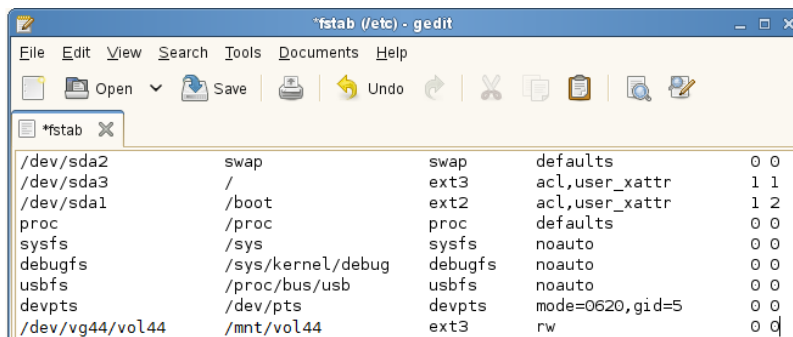 *fstab (/etc) - gedit
File Edit View Search Tools Documents Help
Open Save Undo
*fstab
/dev/sda2 swap swap defaults 0 0
/dev/sda3 / ext3 acl,user_xattr 1 1
/dev/sda1 /boot ext2 acl,user_xattr 1 2
proc /proc proc defaults 0 0
sysfs /sys sysfs noauto 0 0
debugfs /sys/kernel/debug debugfs noauto 0 0
usbfs /proc/bus/usb usbfs noauto 0 0
devpts /dev/pts devpts mode=0620,gid=5 0 0
/dev/vg44/vol44 /mnt/vol44 ext3 rw 0 0